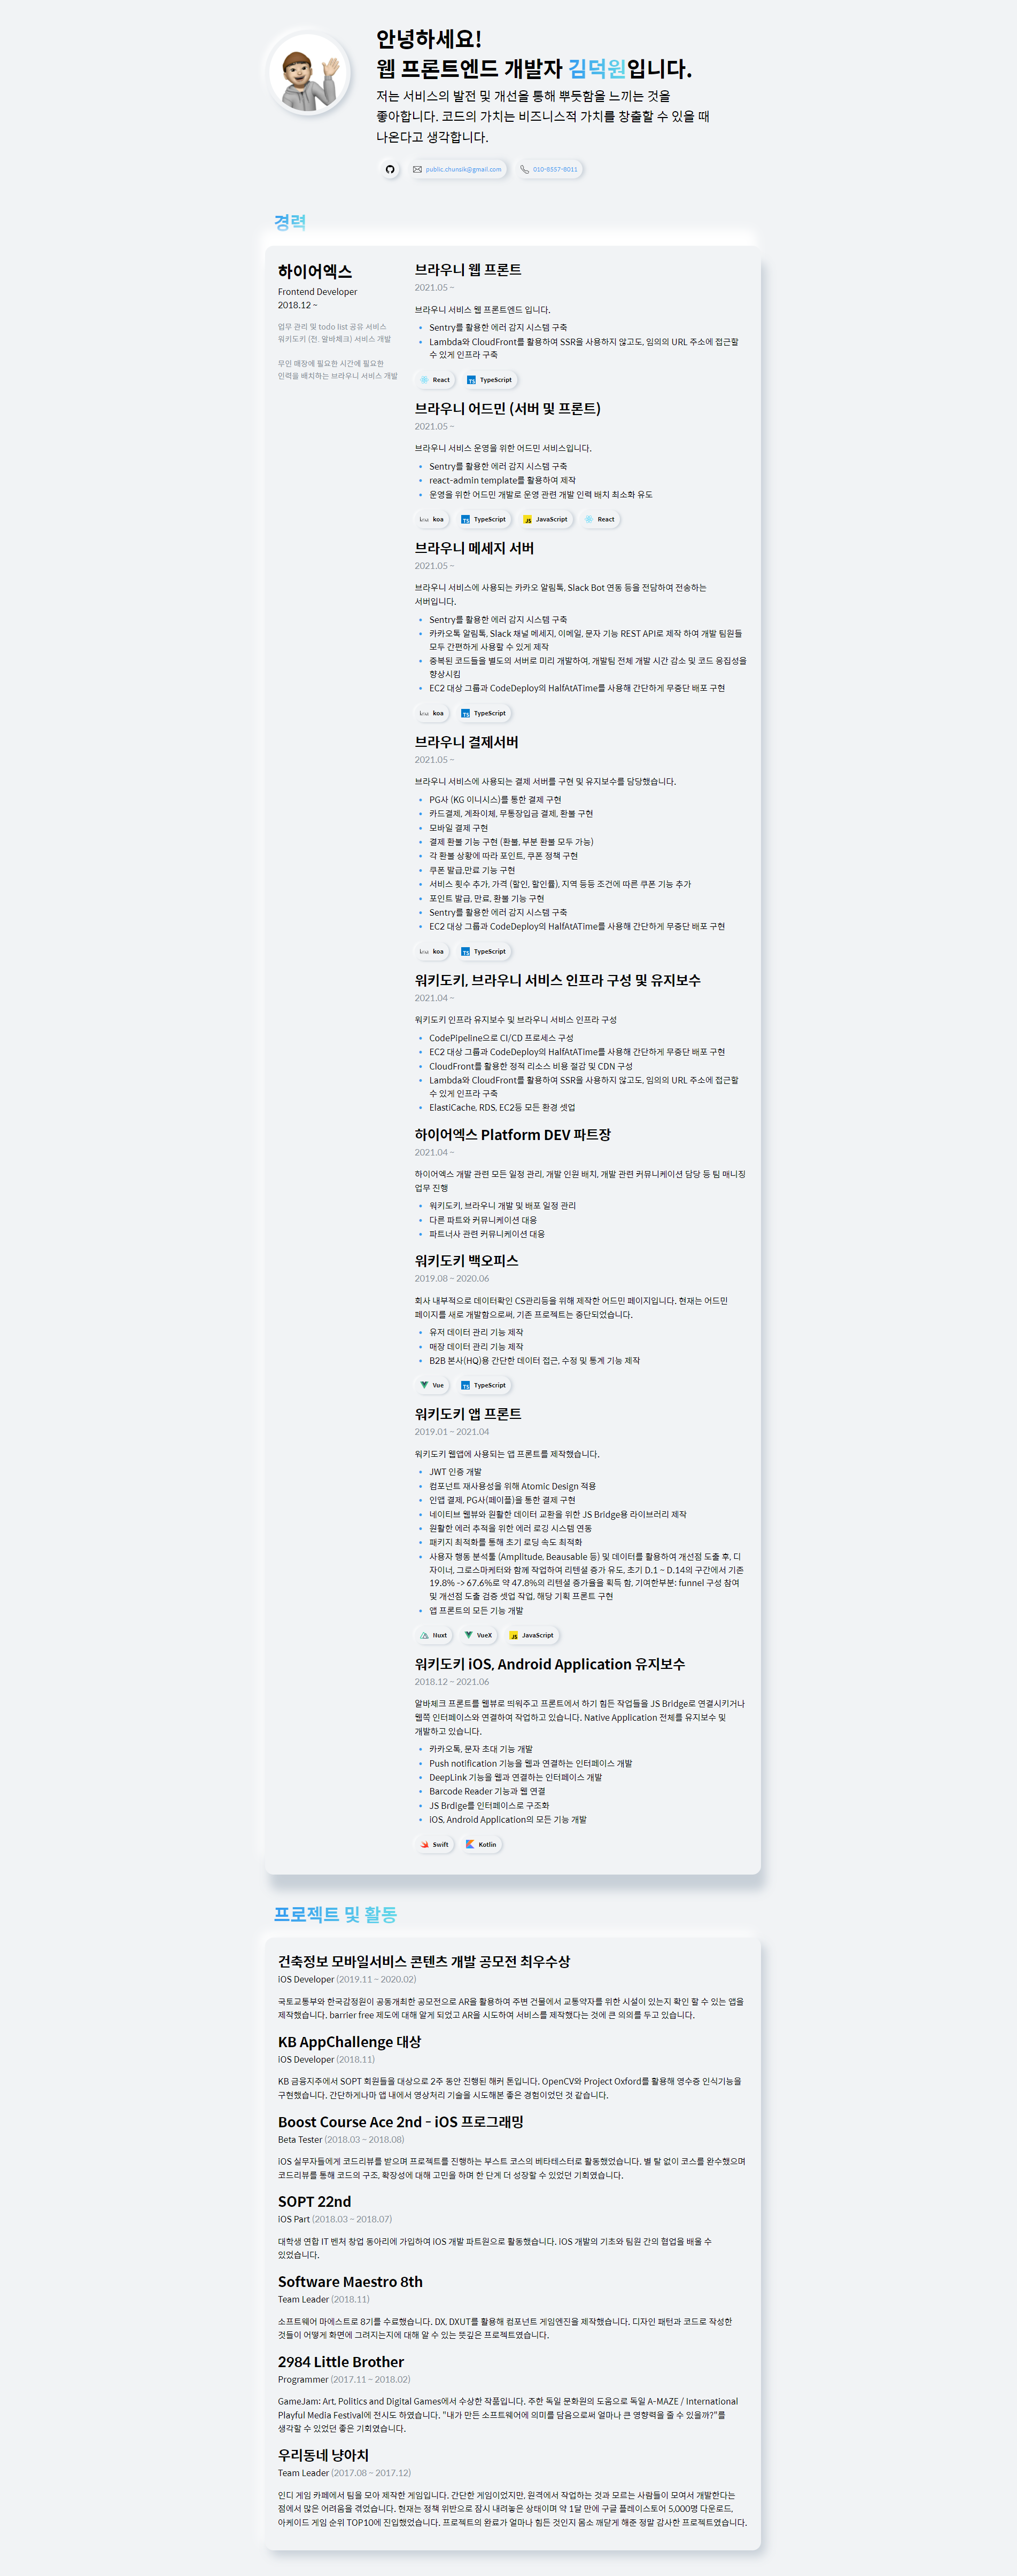 안녕하세요!
웹 프론트엔드 개발자 김덕원입니다.
저는 서비스의 발전 및 개선을 통해 뿌듯함을 느끼는 것을
좋아합니다. 코드의 가치는 비즈니스적 가치를 창출할 수 있을 때
나온다고 생각합니다.
public.chunsik@gmail.com
010-8557-8011
경력
하이어엑스
Frontend Developer
2018.12 ~
업무 관리 및 todo list 공유 서비스
워키도키 (전. 알바체크) 서비스 개발
무인 매장에 필요한 시간에 필요한
인력을 배치하는 브라우니 서비스 개발
브라우니 웹 프론트
2021.05 ~
브라우니 서비스 웹 프론트엔드 입니다.
Sentry를 활용한 에러 감지 시스템 구축
Lambda와 CloudFront를 활용하여 SSR을 사용하지 않고도, 임의의 URL 주소에 접근할
수 있게 인프라 구축
React
TypeScript
브라우니 어드민 (서버 및 프론트)
2021.05 ~
브라우니 서비스 운영을 위한 어드민 서비스입니다.
Sentry를 활용한 에러 감지 시스템 구축
react-admin template를 활용하여 제작
운영을 위한 어드민 개발로 운영 관련 개발 인력 배치 최소화 유도
koa
TypeScript
JavaScript
React
브라우니 메세지 서버
2021.05 ~
브라우니 서비스에 사용되는 카카오 알림톡, Slack Bot 연동 등을 전담하여 전송하는
서버입니다.
Sentry를 활용한 에러 감지 시스템 구축
카카오톡 알림톡, Slack 채널 메세지, 이메일, 문자 기능 REST API로 제작 하여 개발 팀원들
모두 간편하게 사용할 수 있게 제작
중복된 코드들을 별도의 서버로 미리 개발하여, 개발팀 전체 개발 시간 감소 및 코드 응집성을
향상시킴
EC2 대상 그룹과 CodeDeploy의 HalfAtATime를 사용해 간단하게 무중단 배포 구현
koa
TypeScript
브라우니 결제서버
2021.05 ~
브라우니 서비스에 사용되는 결제 서버를 구현 및 유지보수를 담당했습니다.
PG사 (KG 이니시스)를 통한 결제 구현
카드결제, 계좌이체, 무통장입금 결제, 환불 구현
모바일 결제 구현
결제 환불 기능 구현 (환불, 부분 환불 모두 가능)
각 환불 상황에 따라 포인트, 쿠폰 정책 구현
쿠폰 발급,만료 기능 구현
서비스 횟수 추가, 가격 (할인, 할인률), 지역 등등 조건에 따른 쿠폰 기능 추가
포인트 발급, 만료, 환불 기능 구현
Sentry를 활용한 에러 감지 시스템 구축
EC2 대상 그룹과 CodeDeploy의 HalfAtATime를 사용해 간단하게 무중단 배포 구현
koa
TypeScript
워키도키, 브라우니 서비스 인프라 구성 및 유지보수
2021.04 ~
워키도키 인프라 유지보수 및 브라우니 서비스 인프라 구성
CodePipeline으로 CI/CD 프로세스 구성
EC2 대상 그룹과 CodeDeploy의 HalfAtATime를 사용해 간단하게 무중단 배포 구현
CloudFront를 활용한 정적 리소스 비용 절감 및 CDN 구성
Lambda와 CloudFront를 활용하여 SSR을 사용하지 않고도, 임의의 URL 주소에 접근할
수 있게 인프라 구축
ElastiCache, RDS, EC2등 모든 환경 셋업
하이어엑스 Platform DEV 파트장
2021.04 ~
하이어엑스 개발 관련 모든 일정 관리, 개발 인원 배치, 개발 관련 커뮤니케이션 담당 등 팀 매니징
업무 진행
워키도키, 브라우니 개발 및 배포 일정 관리
다른 파트와 커뮤니케이션 대응
파트너사 관련 커뮤니케이션 대응
워키도키 백오피스
2019.08 ~ 2020.06
회사 내부적으로 데이터확인 CS관리등을 위해 제작한 어드민 페이지입니다. 현재는 어드민
페이지를 새로 개발함으로써, 기존 프로젝트는 중단되었습니다.
유저 데이터 관리 기능 제작
매장 데이터 관리 기능 제작
B2B 본사(HQ)용 간단한 데이터 접근, 수정 및 통계 기능 제작
Vue
TypeScript
워키도키 앱 프론트
2019.01 ~ 2021.04
워키도키 웹앱에 사용되는 앱 프론트를 제작했습니다.
JWT 인증 개발
컴포넌트 재사용성을 위해 Atomic Design 적용
인앱 결제, PG사(페이플)을 통한 결제 구현
네이티브 웹뷰와 원활한 데이터 교환을 위한 JS Bridge용 라이브러리 제작
원활한 에러 추적을 위한 에러 로깅 시스템 연동
패키지 최적화를 통해 초기 로딩 속도 최적화
사용자 행동 분석툴 (Amplitude, Beausable 등) 및 데이터를 활용하여 개선점 도출 후, 디
자이너, 그로스마케터와 함께 작업하여 리텐셜 증가 유도, 초기 D.1 ~ D.14의 구간에서 기존
19.8% -> 67.6%로 약 47.8%의 리텐셜 증가율을 획득 함, 기여한부분: funnel 구성 참여
및 개선점 도출 검증 셋업 작업, 해당 기획 프론트 구현
앱 프론트의 모든 기능 개발
Nuxt
VueX
JavaScript
워키도키 iOS, Android Application 유지보수
2018.12 ~ 2021.06
알바체크 프론트를 웹뷰로 띄워주고 프론트에서 하기 힘든 작업들을 JS Bridge로 연결시키거나
웹쪽 인터페이스와 연결하여 작업하고 있습니다. Native Application 전체를 유지보수 및
개발하고 있습니다.
카카오톡, 문자 초대 기능 개발
Push notification 기능을 웹과 연결하는 인터페이스 개발
DeepLink 기능을 웹과 연결하는 인터페이스 개발
Barcode Reader 기능과 웹 연결
JS Brdige를 인터페이스로 구조화
iOS, Android Application의 모든 기능 개발
Swift
Kotlin
프로젝트 및 활동
건축정보 모바일서비스 콘텐츠 개발 공모전 최우수상
iOS Developer (2019.11 ~ 2020.02)
국토교통부와 한국감정원이 공동개최한 공모전으로 AR을 활용하여 주변 건물에서 교통약자를 위한 시설이 있는지 확인 할 수 있는 앱을
제작했습니다. barrier free 제도에 대해 알게 되었고 AR을 시도하여 서비스를 제작했다는 것에 큰 의의를 두고 있습니다.
KB AppChallenge 대상
iOS Developer (2018.11)
KB 금융지주에서 SOPT 회원들을 대상으로 2주 동안 진행된 해커 톤입니다. OpenCV와 Project Oxford를 활용해 영수증 인식기능을
구현했습니다. 간단하게나마 앱 내에서 영상처리 기술을 시도해본 좋은 경험이었던 것 같습니다.
Boost Course Ace 2nd - iOS 프로그래밍
Beta Tester (2018.03 ~ 2018.08)
iOS 실무자들에게 코드리뷰를 받으며 프로젝트를 진행하는 부스트 코스의 베타테스터로 활동했었습니다. 별 탈 없이 코스를 완수했으며
코드리뷰를 통해 코드의 구조, 확장성에 대해 고민을 하며 한 단계 더 성장할 수 있었던 기회였습니다.
SOPT 22nd
iOS Part (2018.03 ~ 2018.07)
대학생 연합 IT 벤처 창업 동아리에 가입하여 iOS 개발 파트원으로 활동했습니다. iOS 개발의 기초와 팀원 간의 협업을 배울 수
있었습니다.
Software Maestro 8th
Team Leader (2018.11)
소프트웨어 마에스트로 8기를 수료했습니다. DX, DXUT를 활용해 컴포넌트 게임엔진을 제작했습니다. 디자인 패턴과 코드로 작성한
것들이 어떻게 화면에 그려지는지에 대해 알 수 있는 뜻깊은 프로젝트였습니다.
2984 Little Brother
Programmer (2017.11 ~ 2018.02)
GameJam: Art, Politics and Digital Games에서 수상한 작품입니다. 주한 독일 문화원의 도움으로 독일 A-MAZE / International
Playful Media Festival에 전시도 하였습니다. "내가 만든 소프트웨어에 의미를 담음으로써 얼마나 큰 영향력을 줄 수 있을까?"를
생각할 수 있었던 좋은 기회였습니다.
우리동네 냥아치
Team Leader (2017.08 ~ 2017.12)
인디 게임 카페에서 팀을 모아 제작한 게임입니다. 간단한 게임이었지만, 원격에서 작업하는 것과 모르는 사람들이 모여서 개발한다는
점에서 많은 어려움을 겪었습니다. 현재는 정책 위반으로 잠시 내려놓은 상태이며 약 1달 만에 구글 플레이스토어 5,000명 다운로드,
아케이드 게임 순위 TOP10에 진입했었습니다. 프로젝트의 완료가 얼마나 힘든 것인지 몸소 깨닫게 해준 정말 감사한 프로젝트였습니다.